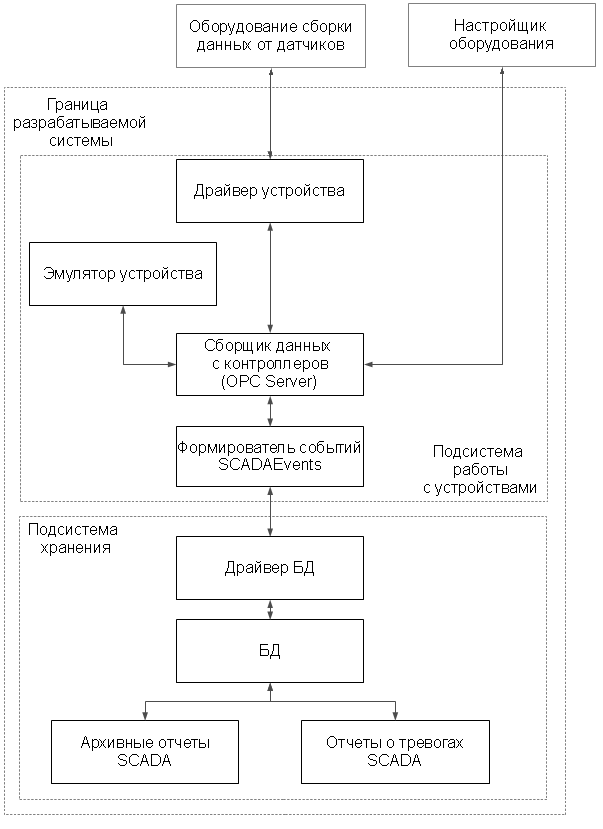 Оборудование сборки
данных от датчиков
Настройщик
оборудования
Граница
разрабатываемой
системы
Драйвер устройства
Эмулятор устройства
Сборщик данных
с контроллеров
(OPC Server)
Формирователь событий
SCADAEvents
Подсистема
работы
с устройствами
Подсистема
хранения
Драйвер БД
БД
Архивные отчеты
SCADA
Отчеты о тревогах
SCADA